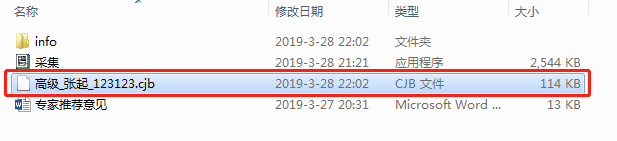 名称 修改日期 类型 大小
info 2019-3-28 22:02 文件夹
采集 2019-3-28 21:21 应用程序 2,544 KB
高级_张起_123123.cjb 2019-3-28 22:02 CJB 文件 114 KB
专家推荐意见 2019-3-27 20:31 Microsoft Word ... 13 KB